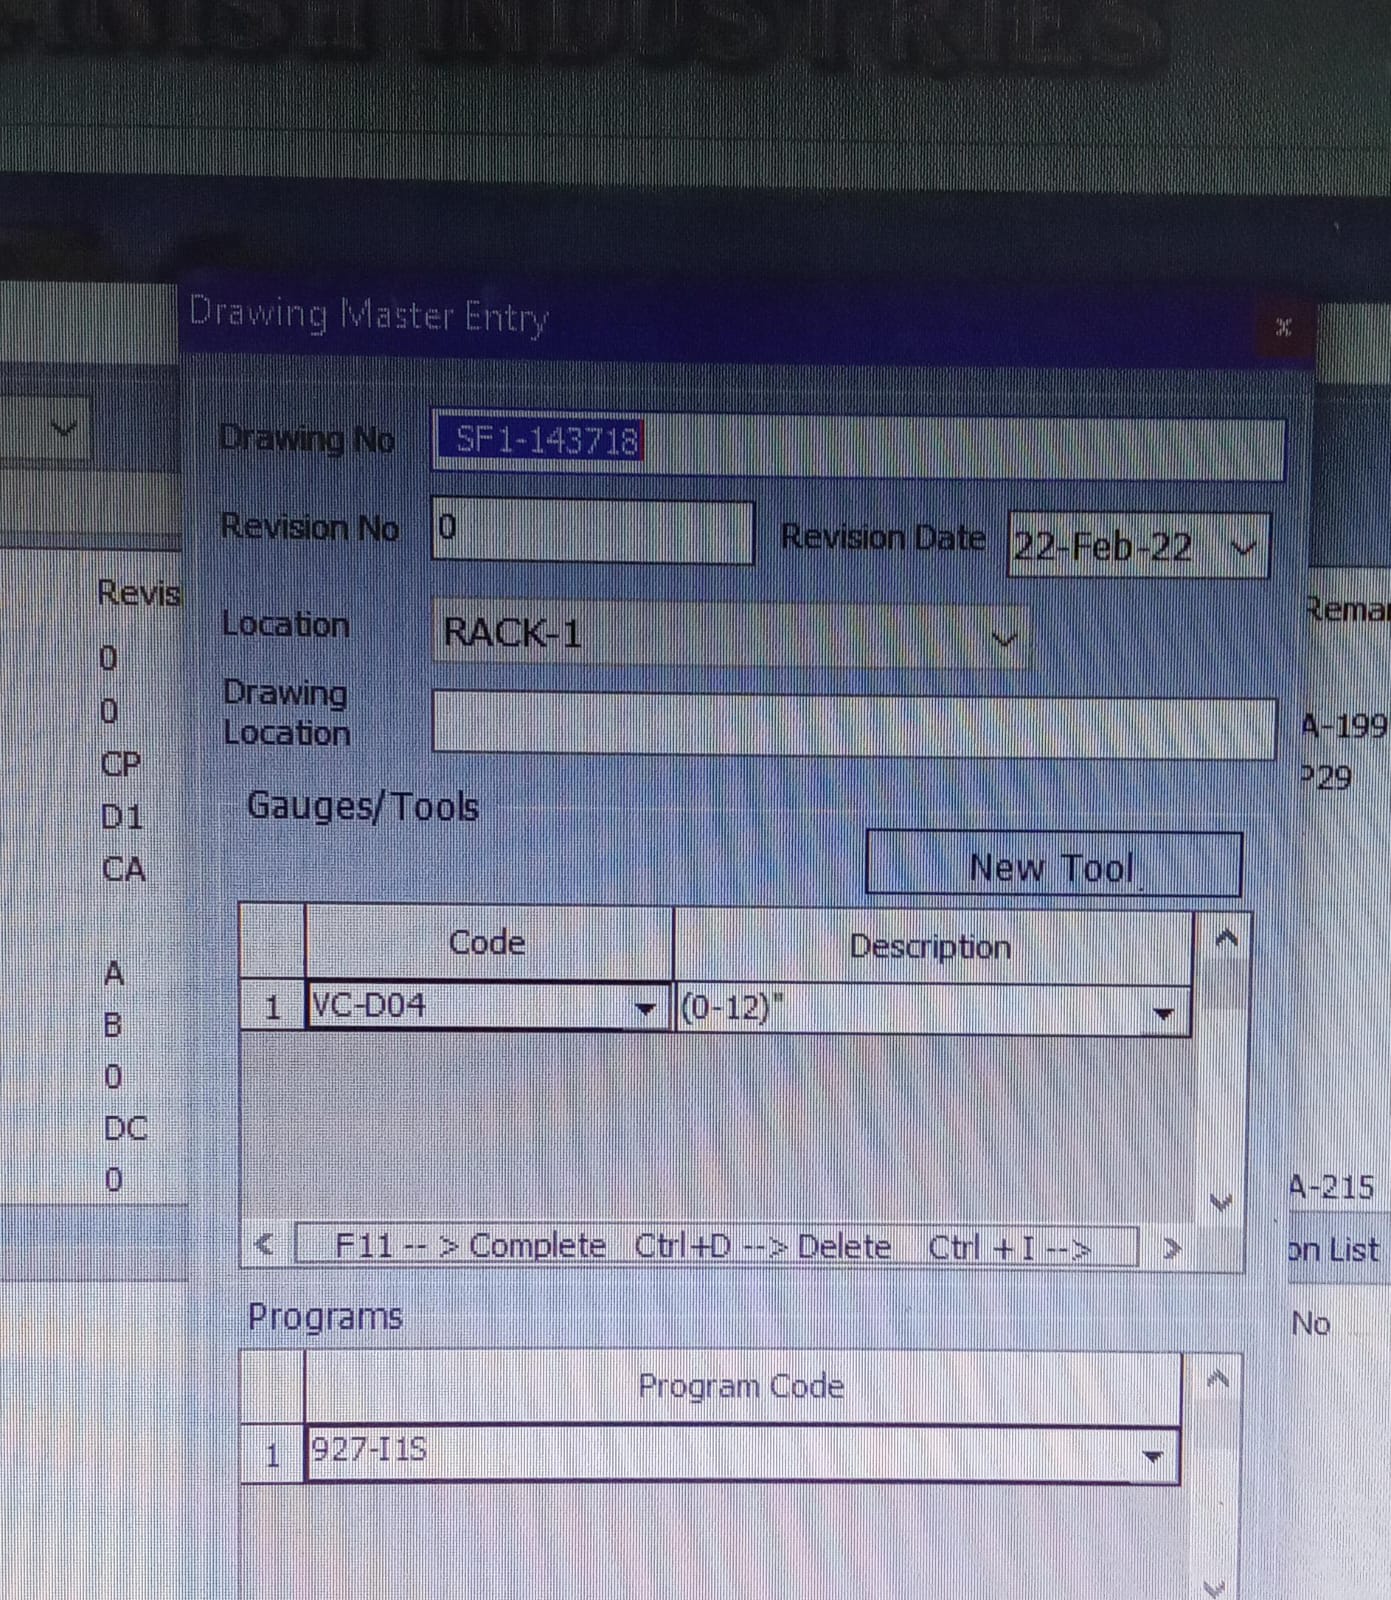 INDUSTRIES
Drawing Master Entry
Drawing No SF1-143718
Revision No 0 Revision Date 22-Feb-22
Location RACK-1
Drawing
Location
Gauges/Tools
New Tool
Code Description
1 VC-D04 (0-12)"
F11 -- > Complete Ctrl+D --> Delete Ctrl + I -->
Programs
Program Code
1 927-I1S
Revis
0
0
CP
D1
CA
A
B
0
DC
0
Remar
A-199
P29
A-215
on List
No